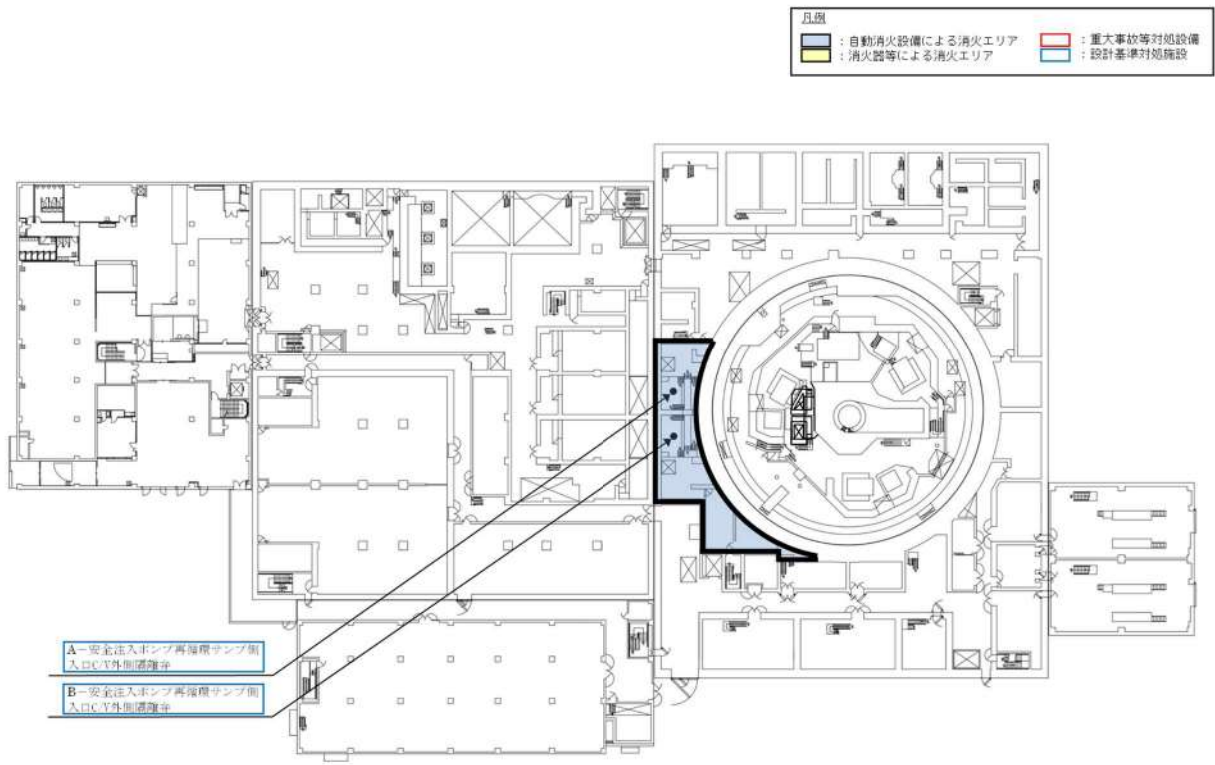 凡例
：自動消火設備による消火エリア
：消火器等による消火エリア
：重大事故等対処設備
：設計基準対処施設
A－安全注入ポンプ再循環サンプ側
入口C/V外側隔離弁
B－安全注入ポンプ再循環サンプ側
入口C/V外側隔離弁